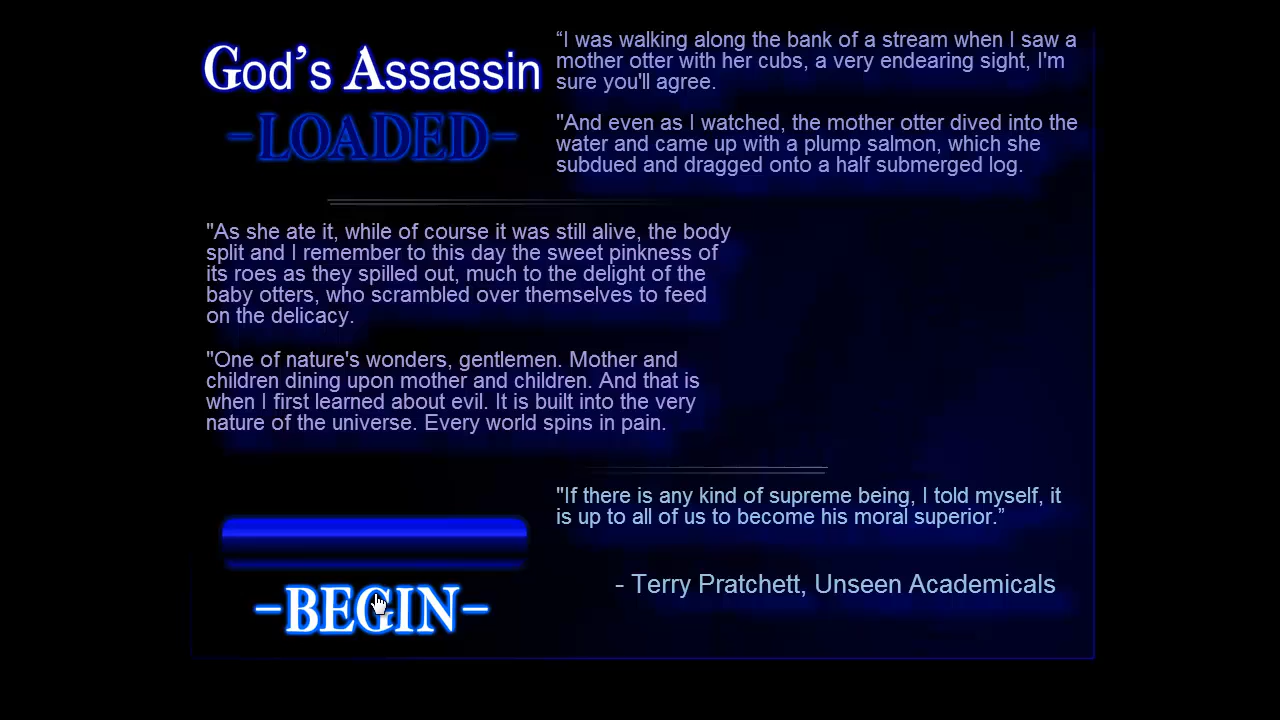 God's Assassin
-LOADED-
“I was walking along the bank of a stream when I saw a
mother otter with her cubs, a very endearing sight, I'm
sure you'll agree.
"And even as I watched, the mother otter dived into the
water and came up with a plump salmon, which she
subdued and dragged onto a half submerged log.
"As she ate it, while of course it was still alive, the body
split and I remember to this day the sweet pinkness of
its roes as they spilled out, much to the delight of the
baby otters, who scrambled over themselves to feed
on the delicacy.
"One of nature's wonders, gentlemen. Mother and
children dining upon mother and children. And that is
when I first learned about evil. It is built into the very
nature of the universe. Every world spins in pain.
"If there is any kind of supreme being, I told myself, it
is up to all of us to become his moral superior.”
- Terry Pratchett, Unseen Academicals
-BEGIN-